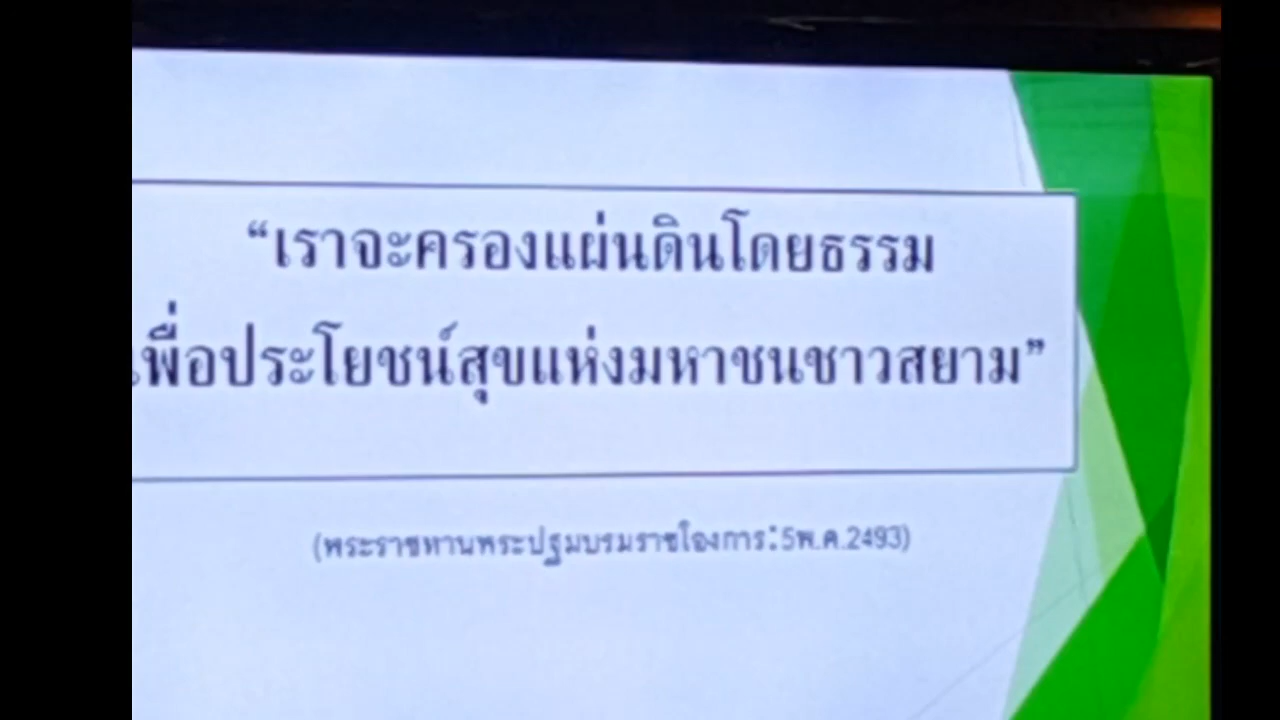 “เราจะครองแผ่นดินโดยธรรม
เพื่อประโยชน์สุขแห่งมหาชนชาวสยาม”
(พระราชทานพระปฐมบรมราชโองการ:5พ.ค.2493)